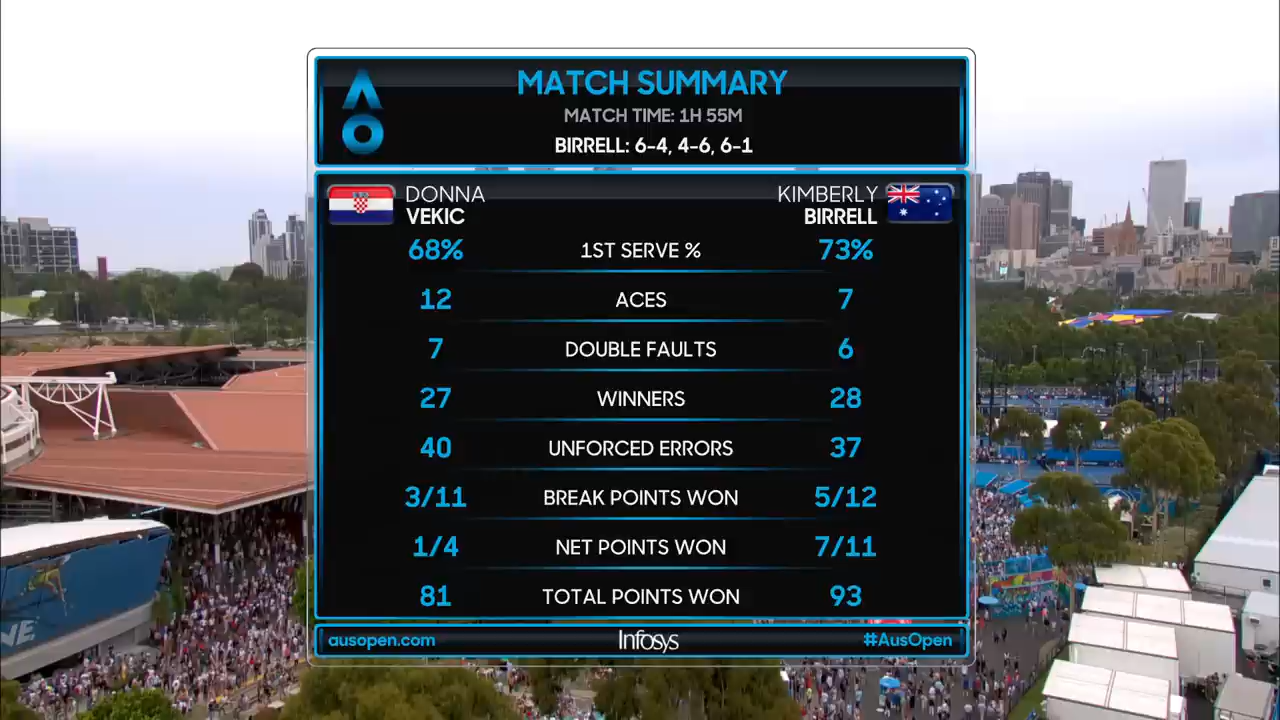 MATCH SUMMARY
MATCH TIME: 1H 55M
BIRRELL: 6-4, 4-6, 6-1
DONNA VEKIC
KIMBERLY BIRRELL
68% 1ST SERVE % 73%
12 ACES 7
7 DOUBLE FAULTS 6
27 WINNERS 28
40 UNFORCED ERRORS 37
3/11 BREAK POINTS WON 5/12
1/4 NET POINTS WON 7/11
81 TOTAL POINTS WON 93
ausopen.com Infosys #AusOpen
NE